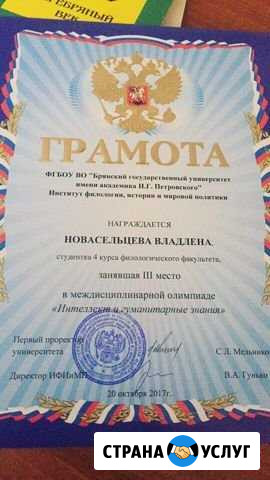 СЕРЕБРЯНЫЙ
ВЕК
ГРАМОТА
ФГБОУ ВО "Брянский государственный университет
имени академика И.Г. Петровского"
Институт филологии, истории и мировой политики
НАГРАЖДАЕТСЯ
НОВАСЕЛЬЦЕВА ВЛАДЛЕНА,
студентка 4 курса филологического факультета,
занявшая III место
в междисциплинарной олимпиаде
«Интеллект и гуманитарные знания»
Первый проректор
университета
С.Л. Мельнико
Директор ИФИиМП
В.А. Гунько
20 октября 2017г.
СТРАНА УСЛУГ